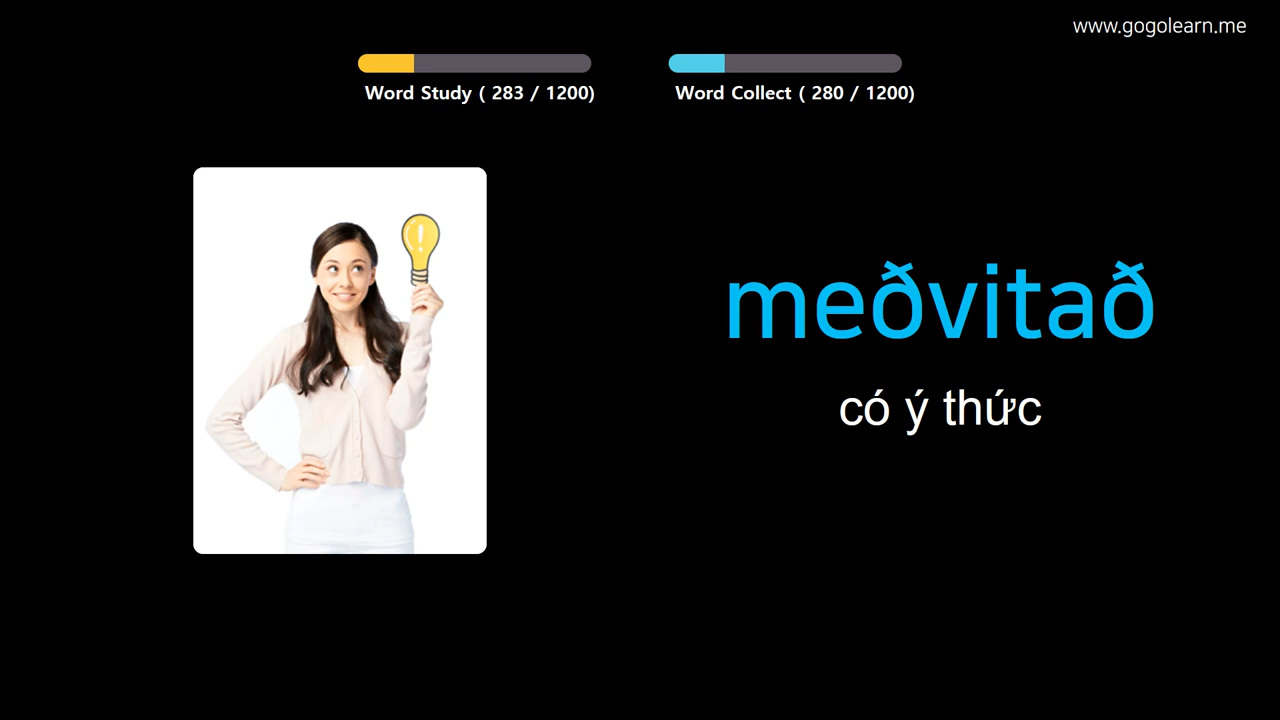 www.gogolearn.me
Word Study ( 283 / 1200)
Word Collect ( 280 / 1200)
meðvitað
có ý thức